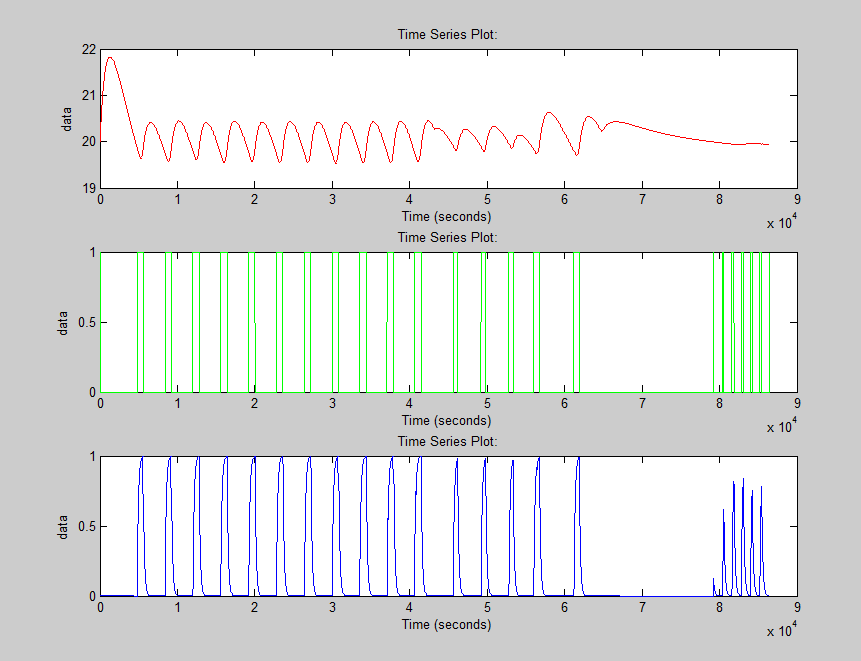 Time Series Plot:
22
21
20
19
data
0 1 2 3 4 5 6 7 8 9
Time (seconds)
x 10^4
Time Series Plot:
1
0.5
0
data
0 1 2 3 4 5 6 7 8 9
Time (seconds)
x 10^4
Time Series Plot:
1
0.5
0
data
0 1 2 3 4 5 6 7 8 9
Time (seconds)
x 10^4